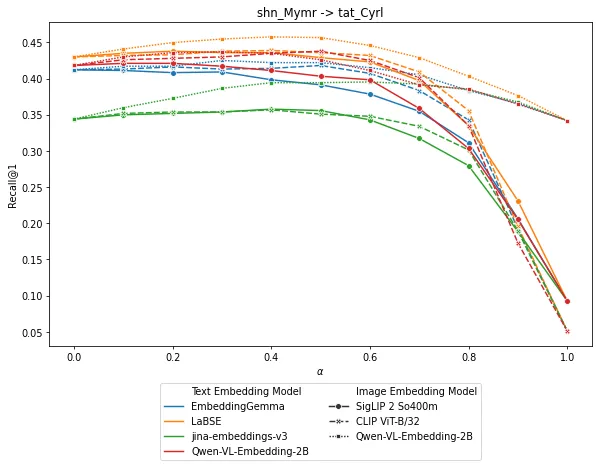 shn_Mymr -> tat_Cyrl
0.45
0.40
0.35
0.30
0.25
0.20
0.15
0.10
0.05
Recall@1
0.0 0.2 0.4 0.6 0.8 1.0
α
Text Embedding Model Image Embedding Model
EmbeddingGemma SigLIP 2 So400m
LaBSE CLIP ViT-B/32
jina-embeddings-v3 Qwen-VL-Embedding-2B
Qwen-VL-Embedding-2B